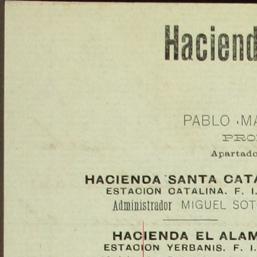 Haciend
PABLO MA
PRO
Apartado
HACIENDA SANTA CATA
ESTACION CATALINA. F. I.
Administrador MIGUEL SOT
HACIENDA EL ALAM
ESTACION YERBANIS. F. I.